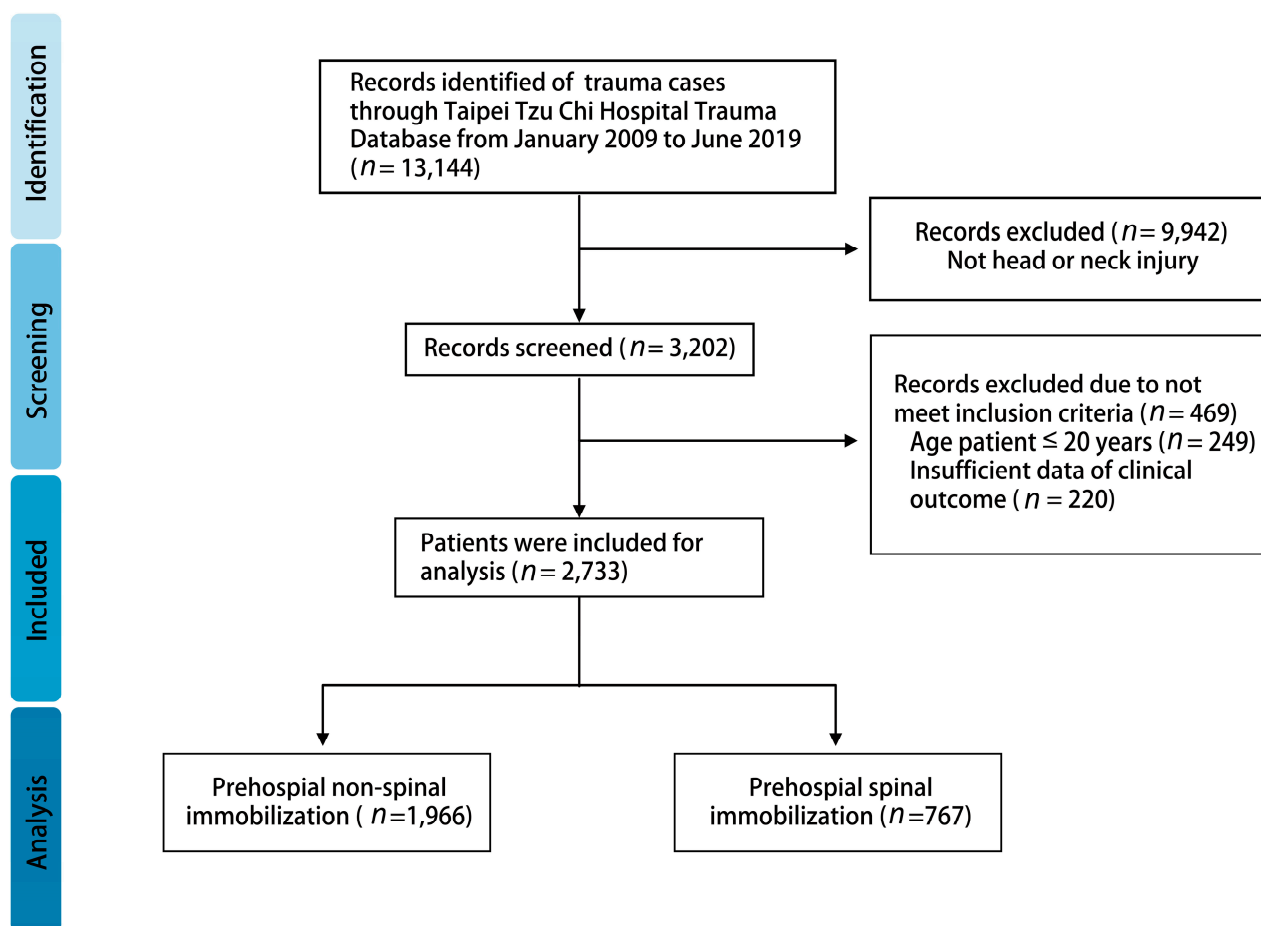 Identification
Records identified of trauma cases
through Taipei Tzu Chi Hospital Trauma
Database from January 2009 to June 2019
(n = 13,144)
Records excluded (n = 9,942)
Not head or neck injury
Screening
Records screened (n = 3,202)
Records excluded due to not
meet inclusion criteria (n = 469)
Age patient ≤ 20 years (n = 249)
Insufficient data of clinical
outcome (n = 220)
Included
Patients were included for
analysis (n = 2,733)
Analysis
Prehospial non-spinal
immobilization ( n=1,966)
Prehospial spinal
immobilization (n=767)